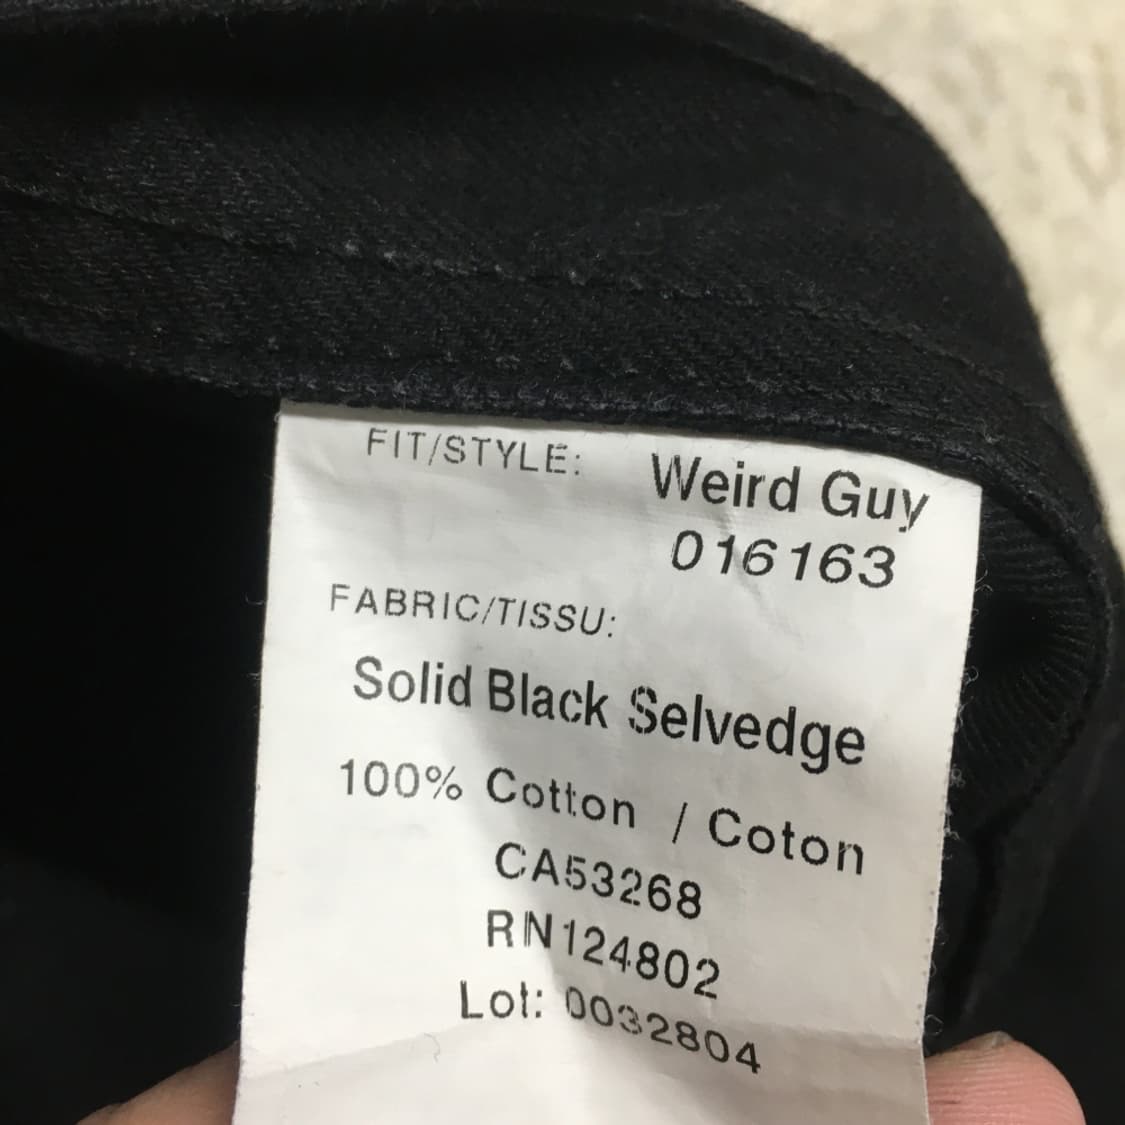 FIT/STYLE: Weird Guy
016163
FABRIC/TISSU:
Solid Black Selvedge
100% Cotton / Coton
CA53268
RN124802
Lot: 0032804